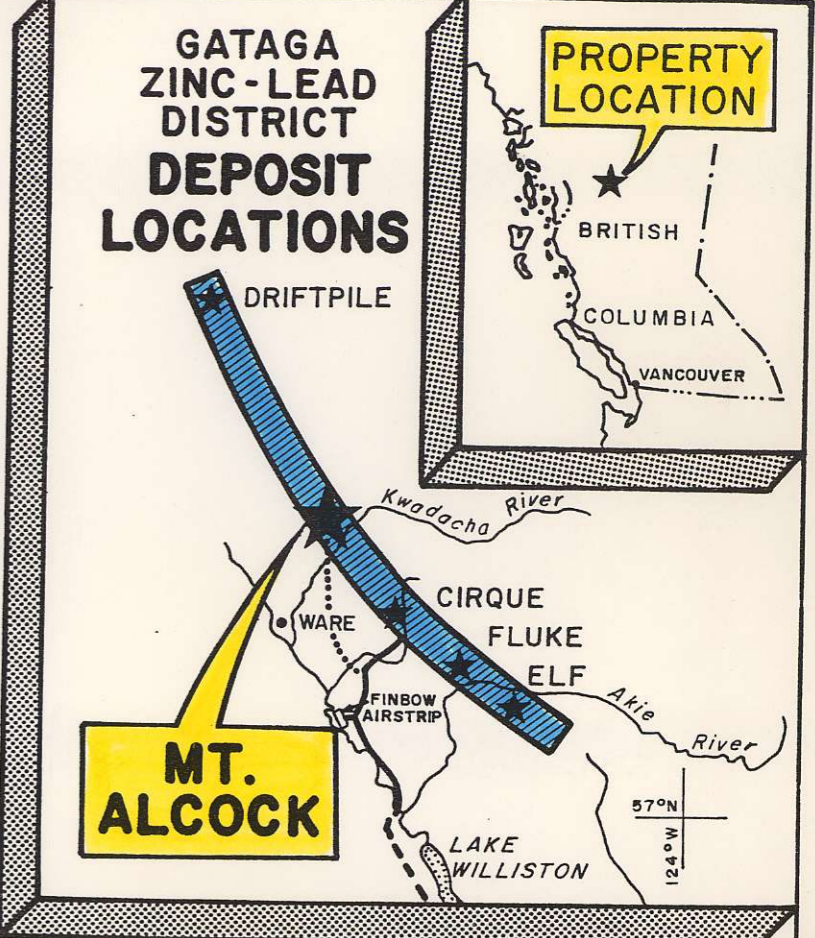 GATAGA
ZINC-LEAD
DISTRICT
DEPOSIT
LOCATIONS
PROPERTY
LOCATION
BRITISH
COLUMBIA
VANCOUVER
DRIFTPILE
Kwadacha River
CIRQUE
FLUKE
ELF
WARE
FINBOW
AIRSTRIP
Akie River
MT.
ALCOCK
57°N
124°W
LAKE
WILLISTON